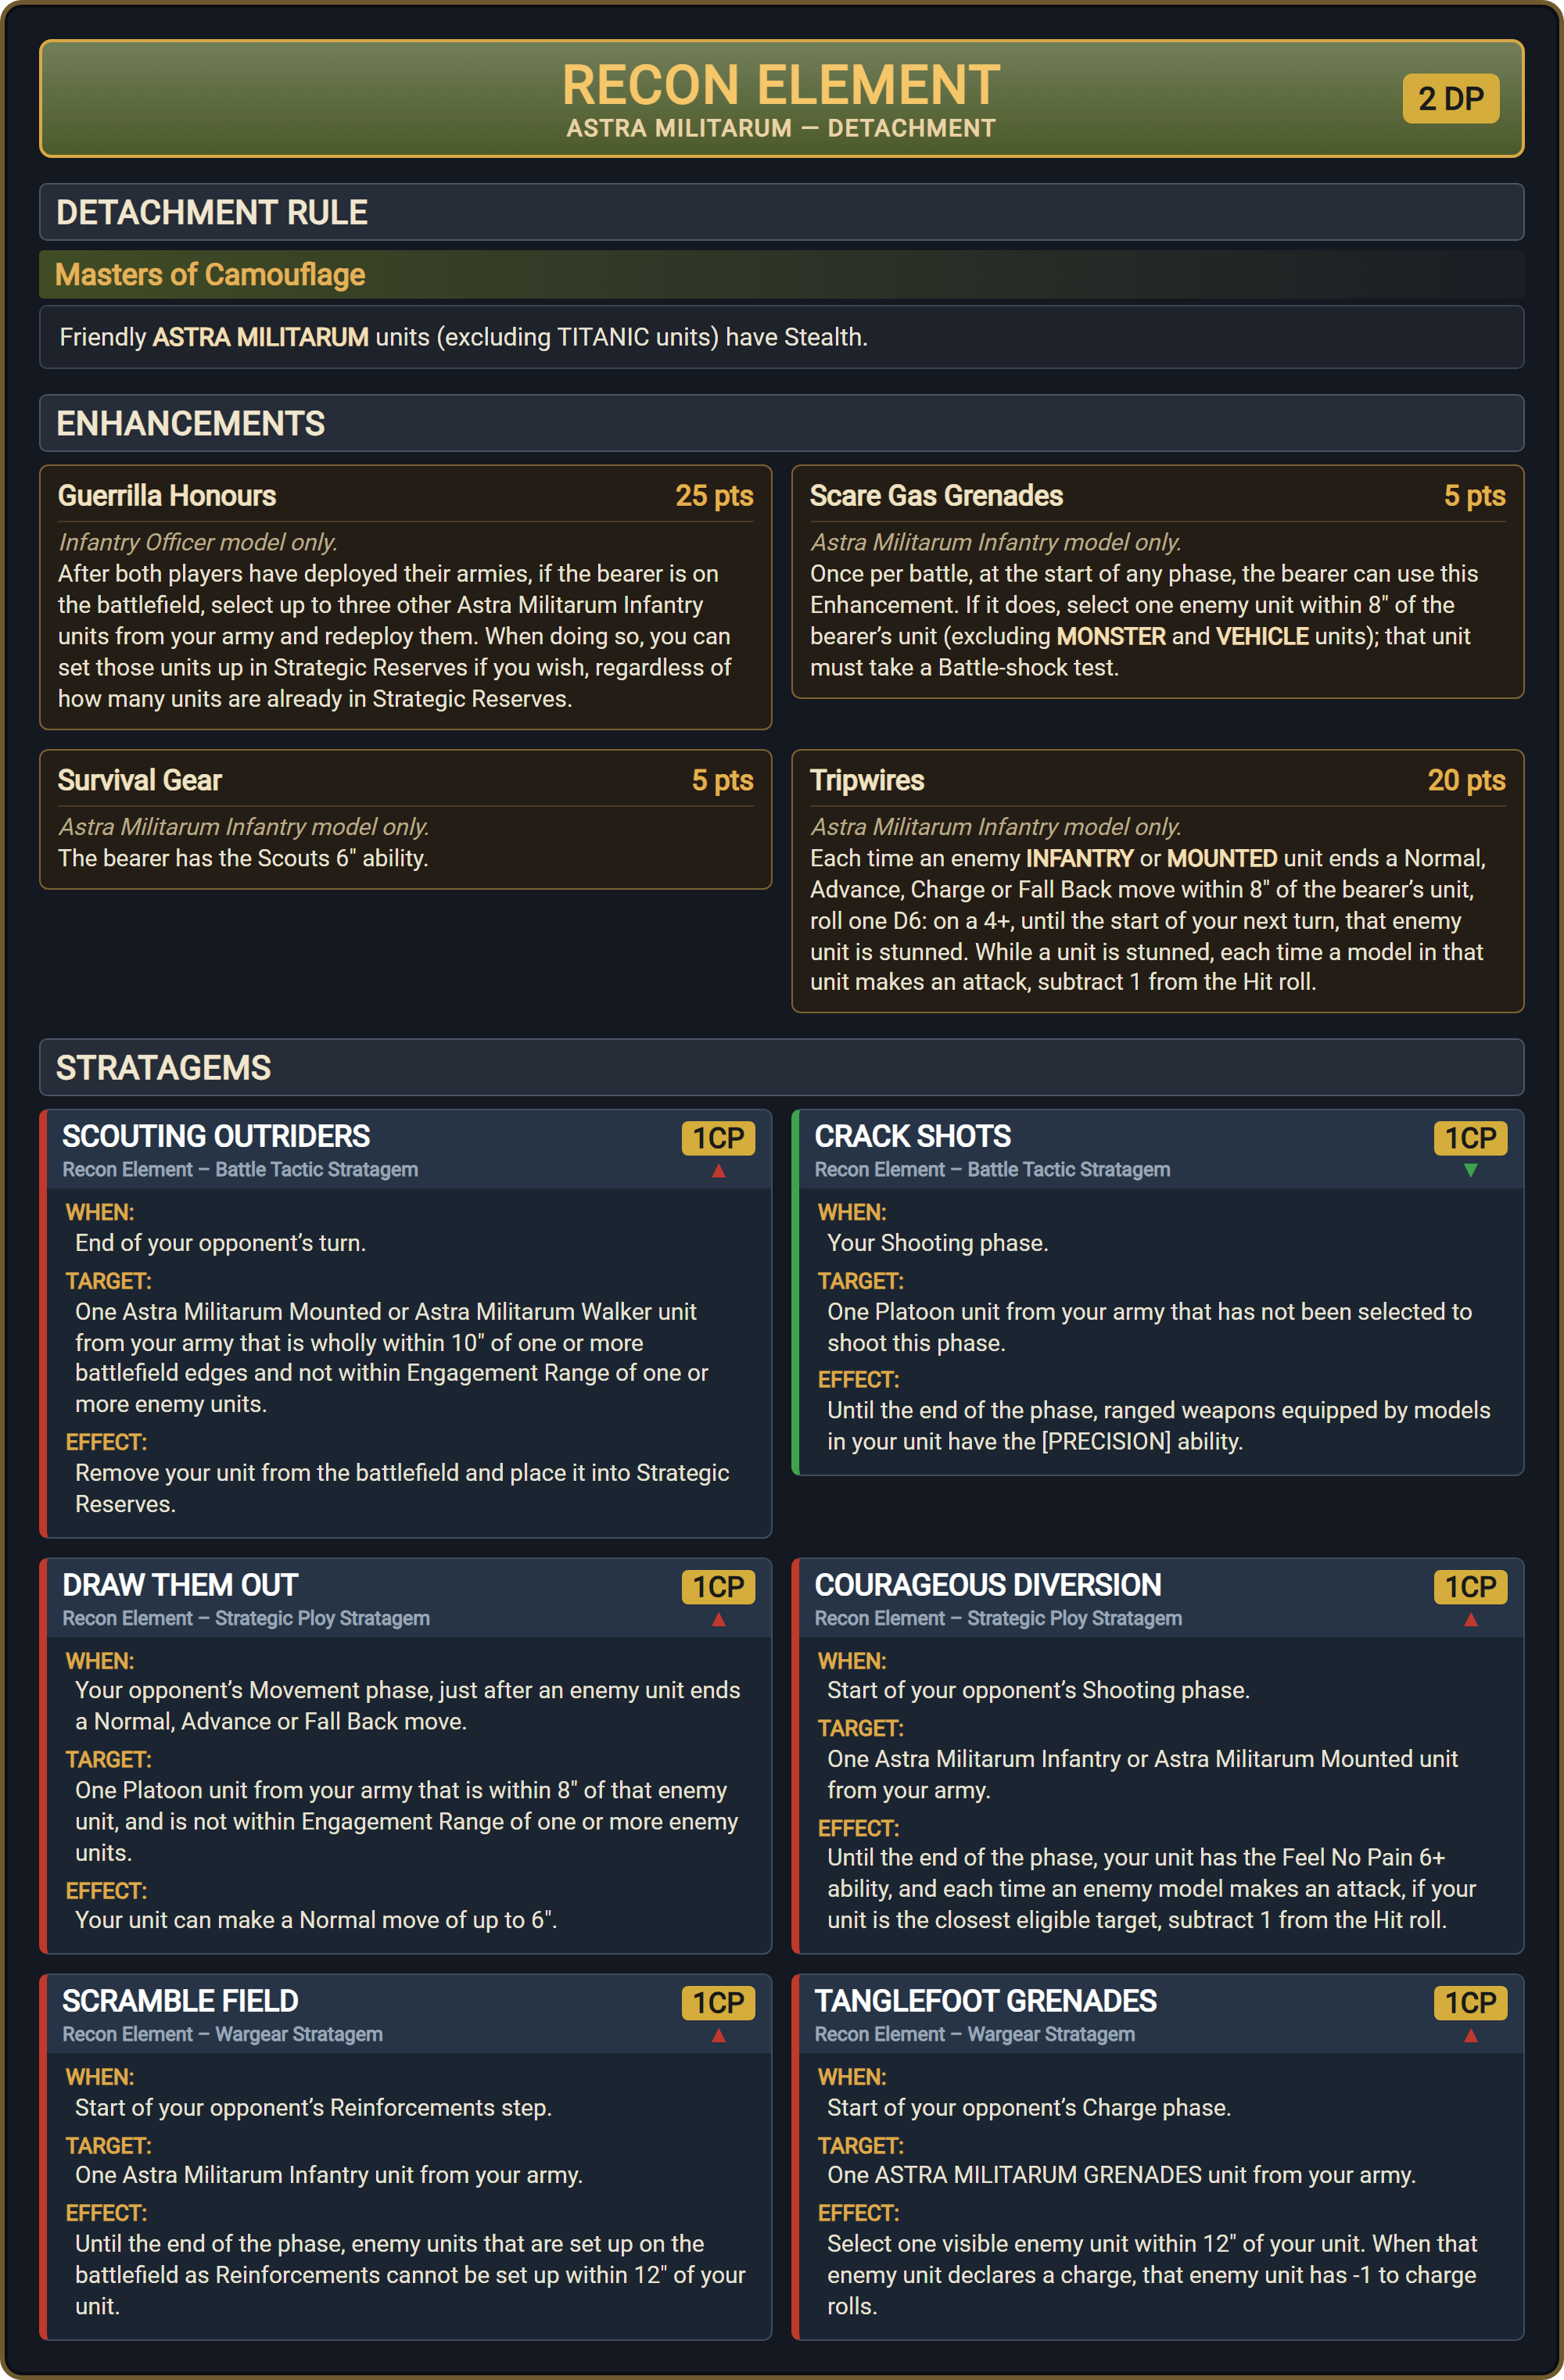 RECON ELEMENT
ASTRA MILITARUM — DETACHMENT
2 DP
DETACHMENT RULE
Masters of Camouflage
Friendly ASTRA MILITARUM units (excluding TITANIC units) have Stealth.
ENHANCEMENTS
Guerrilla Honours
25 pts
Infantry Officer model only.
After both players have deployed their armies, if the bearer is on
the battlefield, select up to three other Astra Militarum Infantry
units from your army and redeploy them. When doing so, you can
set those units up in Strategic Reserves if you wish, regardless of
how many units are already in Strategic Reserves.
Scare Gas Grenades
5 pts
Astra Militarum Infantry model only.
Once per battle, at the start of any phase, the bearer can use this
Enhancement. If it does, select one enemy unit within 8" of the
bearer’s unit (excluding MONSTER and VEHICLE units); that unit
must take a Battle-shock test.
Survival Gear
5 pts
Astra Militarum Infantry model only.
The bearer has the Scouts 6" ability.
Tripwires
20 pts
Astra Militarum Infantry model only.
Each time an enemy INFANTRY or MOUNTED unit ends a Normal,
Advance, Charge or Fall Back move within 8" of the bearer’s unit,
roll one D6: on a 4+, until the start of your next turn, that enemy
unit is stunned. While a unit is stunned, each time a model in that
unit makes an attack, subtract 1 from the Hit roll.
STRATAGEMS
SCOUTING OUTRIDERS
1CP
Recon Element – Battle Tactic Stratagem
▲
WHEN:
End of your opponent’s turn.
TARGET:
One Astra Militarum Mounted or Astra Militarum Walker unit
from your army that is wholly within 10" of one or more
battlefield edges and not within Engagement Range of one or
more enemy units.
EFFECT:
Remove your unit from the battlefield and place it into Strategic
Reserves.
CRACK SHOTS
1CP
Recon Element – Battle Tactic Stratagem
▼
WHEN:
Your Shooting phase.
TARGET:
One Platoon unit from your army that has not been selected to
shoot this phase.
EFFECT:
Until the end of the phase, ranged weapons equipped by models
in your unit have the [PRECISION] ability.
DRAW THEM OUT
1CP
Recon Element – Strategic Ploy Stratagem
▲
WHEN:
Your opponent’s Movement phase, just after an enemy unit ends
a Normal, Advance or Fall Back move.
TARGET:
One Platoon unit from your army that is within 8" of that enemy
unit, and is not within Engagement Range of one or more enemy
units.
EFFECT:
Your unit can make a Normal move of up to 6".
COURAGEOUS DIVERSION
1CP
Recon Element – Strategic Ploy Stratagem
▲
WHEN:
Start of your opponent’s Shooting phase.
TARGET:
One Astra Militarum Infantry or Astra Militarum Mounted unit
from your army.
EFFECT:
Until the end of the phase, your unit has the Feel No Pain 6+
ability, and each time an enemy model makes an attack, if your
unit is the closest eligible target, subtract 1 from the Hit roll.
SCRAMBLE FIELD
1CP
Recon Element – Wargear Stratagem
▲
WHEN:
Start of your opponent’s Reinforcements step.
TARGET:
One Astra Militarum Infantry unit from your army.
EFFECT:
Until the end of the phase, enemy units that are set up on the
battlefield as Reinforcements cannot be set up within 12" of your
unit.
TANGLEFOOT GRENADES
1CP
Recon Element – Wargear Stratagem
▲
WHEN:
Start of your opponent’s Charge phase.
TARGET:
One ASTRA MILITARUM GRENADES unit from your army.
EFFECT:
Select one visible enemy unit within 12" of your unit. When that
enemy unit declares a charge, that enemy unit has -1 to charge
rolls.